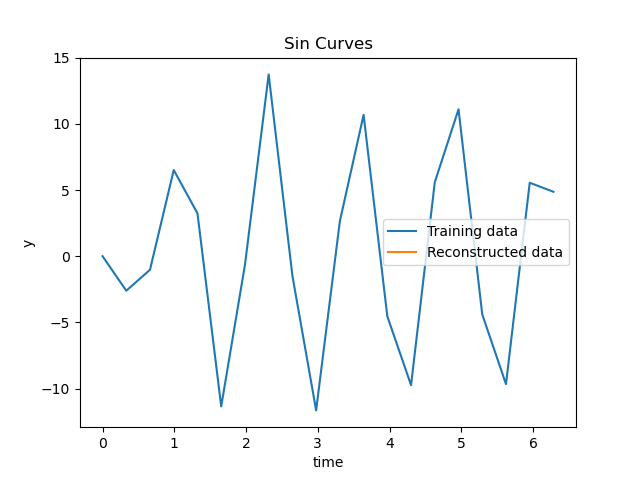 Sin Curves
15
10
5
0
−5
−10
y
Training data
Reconstructed data
0 1 2 3 4 5 6
time